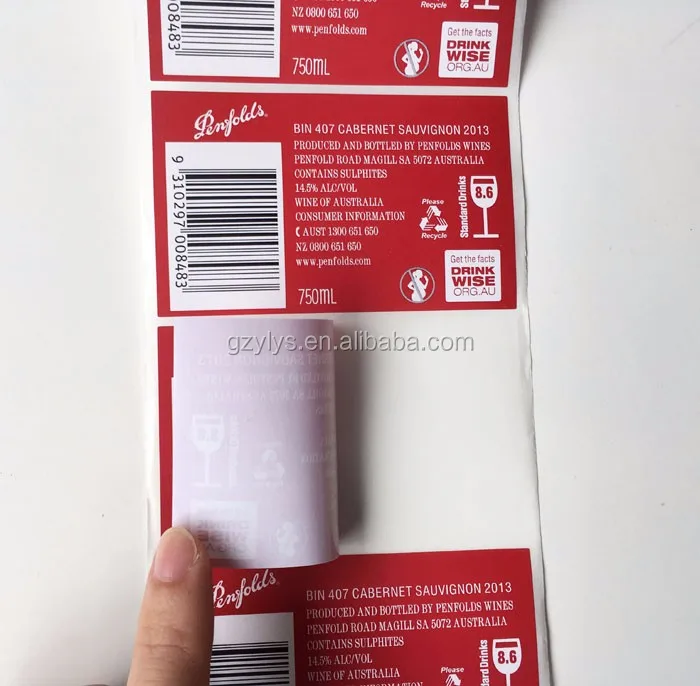 008483
NZ 0800 651 650
www.penfolds.com
750mL
Recycle
Standard
Get the facts
DRINK
WISE
ORG.AU
Penfolds
BIN 407 CABERNET SAUVIGNON 2013
PRODUCED AND BOTTLED BY PENFOLDS WINES
PENFOLD ROAD MAGILL SA 5072 AUSTRALIA
CONTAINS SULPHITES
14.5% ALC/VOL
WINE OF AUSTRALIA
CONSUMER INFORMATION
AUST 1300 651 650
NZ 0800 651 650
www.penfolds.com
750mL
9 310297 008483
Please
Recycle
Standard Drinks
8.6
Get the facts
DRINK
WISE
ORG.AU
gzylys.en.alibaba.com
Penfolds
BIN 407 CABERNET SAUVIGNON 2013
PRODUCED AND BOTTLED BY PENFOLDS WINES
PENFOLD ROAD MAGILL SA 5072 AUSTRALIA
CONTAINS SULPHITES
14.5% ALC/VOL
WINE OF AUSTRALIA
CONSUMER INFORMATION
Please
Drinks
8.6